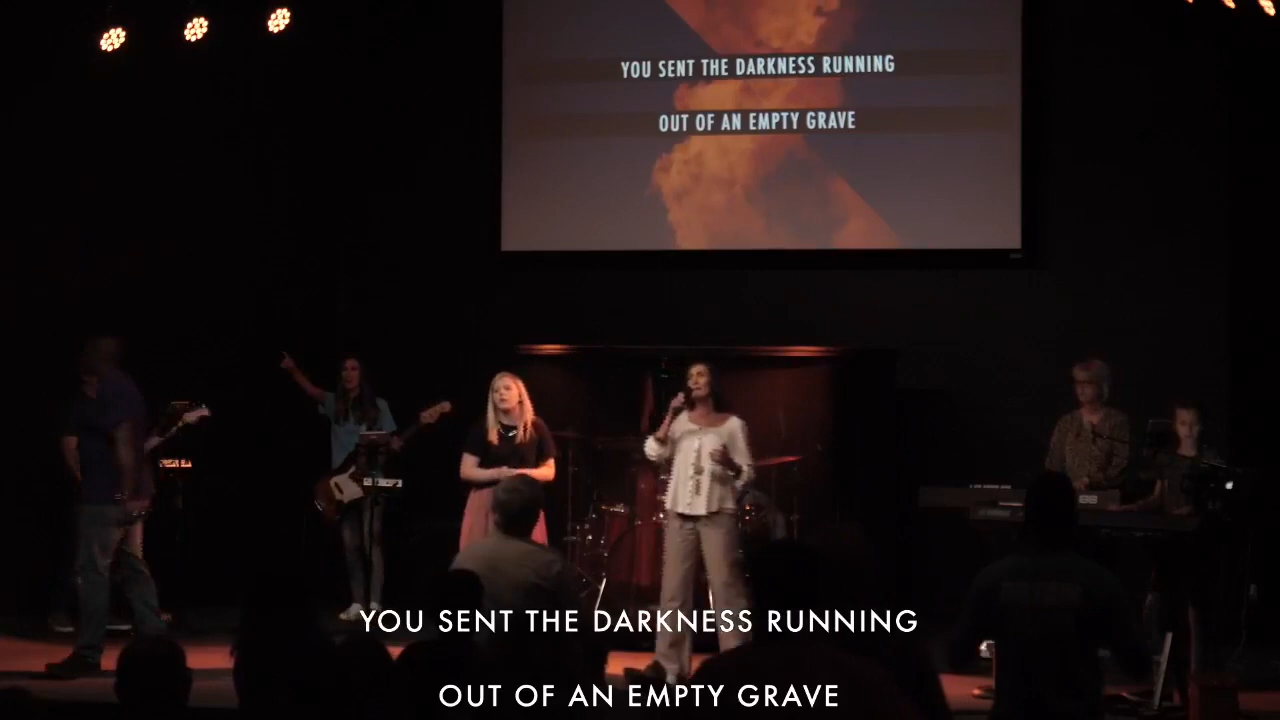 YOU SENT THE DARKNESS RUNNING
OUT OF AN EMPTY GRAVE
YOU SENT THE DARKNESS RUNNING
OUT OF AN EMPTY GRAVE